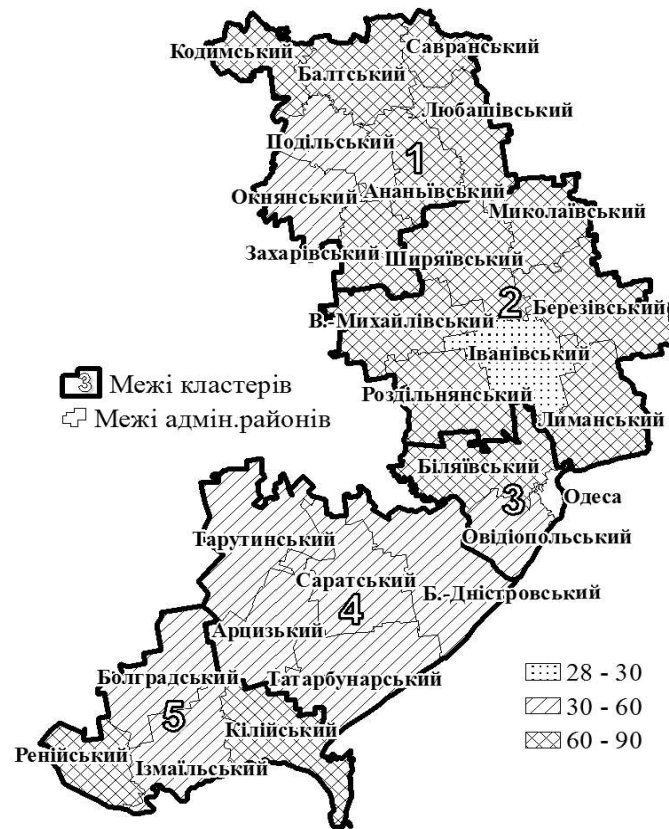 Кодимський
Савранський
Балтський
Любашівський
Подільський
1
Окнянський
Ананьївський
Миколаївський
Захарівський
Ширяївський
2
В.-Михайлівський
Березівський
Іванівський
3 Межі кластерів
Роздільнянський
Межі адмін.районів
Лиманський
Біляївський
3
Одеса
Овідіопольський
Тарутинський
Саратський
4
Б.-Дністровський
Арцизький
Болградський
Татарбунарський
28 - 30
30 - 60
60 - 90
5
Кілійський
Ренійський
Ізмаїльський